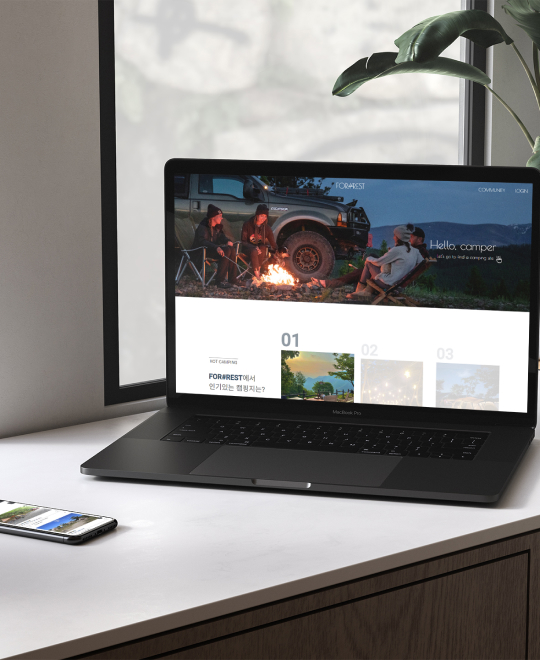 FOR#REST
COMMUNITY LOGIN
Hello, camper
Let's go to find a camping site
01
02
03
HOT CAMPING
FOR#REST에서
인기있는 캠핑지는?
MacBook Pro